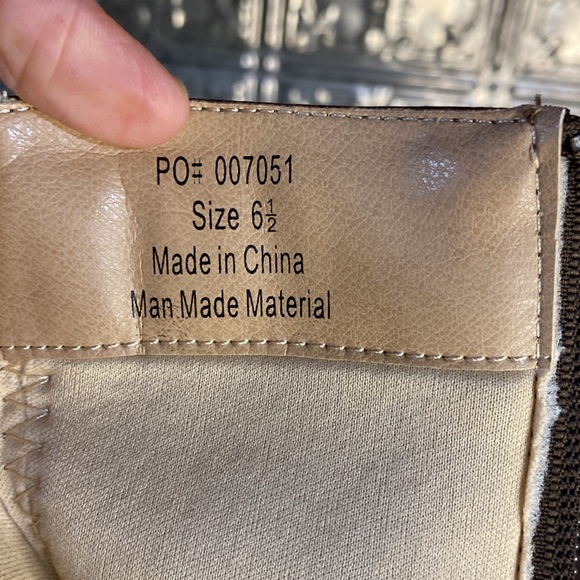 PO# 007051
Size 6½
Made in China
Man Made Material